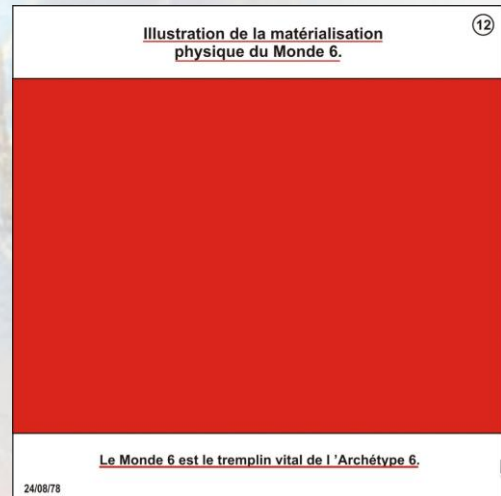 12
Illustration de la matérialisation
physique du Monde 6.
Le Monde 6 est le tremplin vital de l 'Archétype 6.
24/08/78